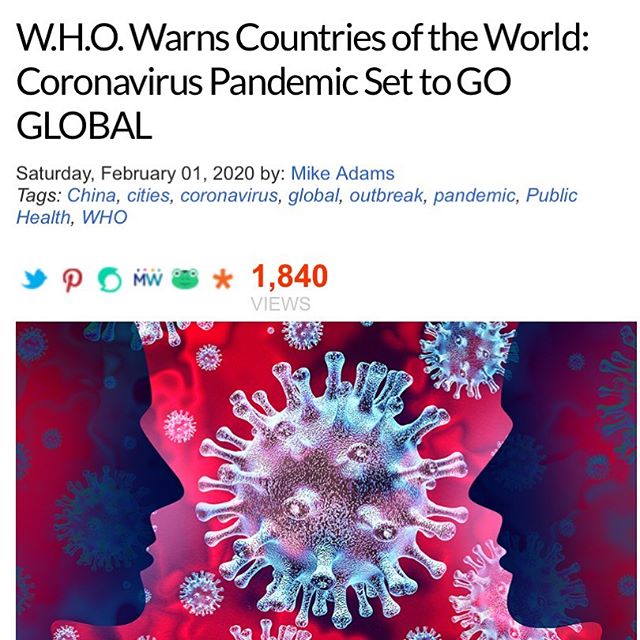 W.H.O. Warns Countries of the World:
Coronavirus Pandemic Set to GO
GLOBAL
Saturday, February 01, 2020 by: Mike Adams
Tags: China, cities, coronavirus, global, outbreak, pandemic, Public
Health, WHO
MW 1,840
VIEWS